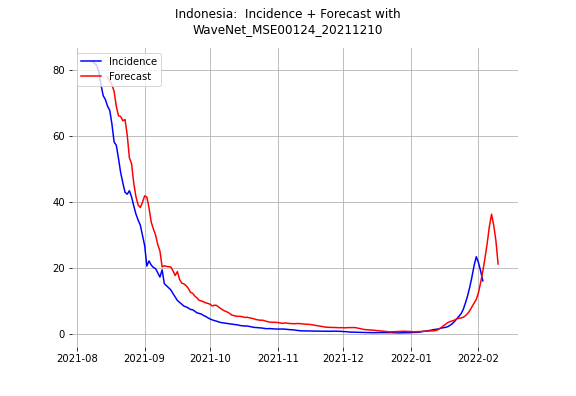 Indonesia:  Incidence + Forecast with
WaveNet_MSE00124_20211210
Incidence
Forecast
80
60
40
20
0
2021-08 2021-09 2021-10 2021-11 2021-12 2022-01 2022-02